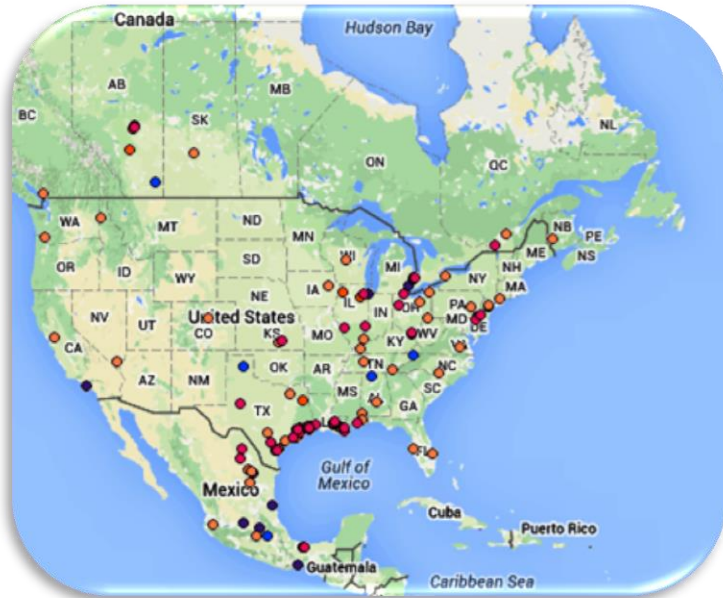 Canada
Hudson Bay
AB
MB
BC
SK
NL
ON
QC
WA
MT
ND
MN
NB
PE
ME
NS
OR
ID
SD
WI
MI
NY
NH
MA
WY
IA
NE
IL
IN
OH
PA
MD
DE
NV
UT
United States
CO
KS
MO
KY
WV
CA
OK
TN
NC
AZ
NM
AR
MS
AL
SC
GA
TX
FL
Gulf of
Mexico
Mexico
Cuba
Puerto Rico
Guatemala
Caribbean Sea